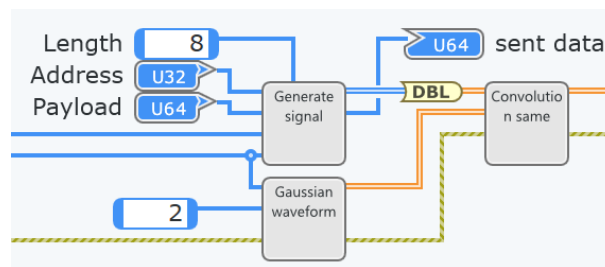 Length 8 U64 sent data
Address U32
Payload U64
Generate
signal
DBL
Convolutio
n same
Gaussian
waveform
2